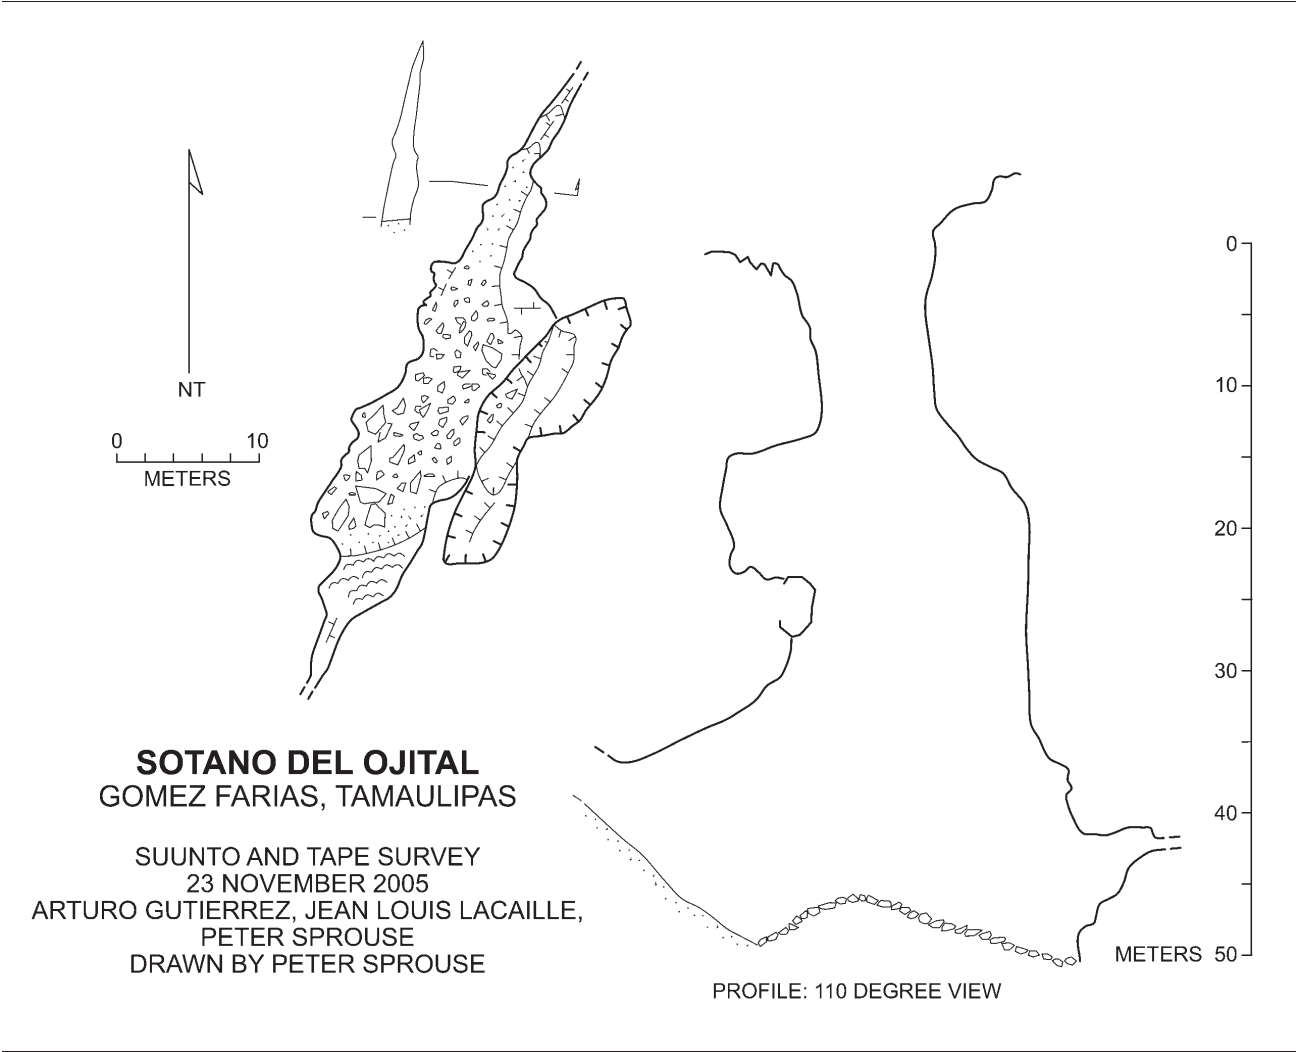 NT
0 10
METERS
SOTANO DEL OJITAL
GOMEZ FARIAS, TAMAULIPAS
SUUNTO AND TAPE SURVEY
23 NOVEMBER 2005
ARTURO GUTIERREZ, JEAN LOUIS LACAILLE,
PETER SPROUSE
DRAWN BY PETER SPROUSE
0
10
20
30
40
METERS 50
PROFILE: 110 DEGREE VIEW